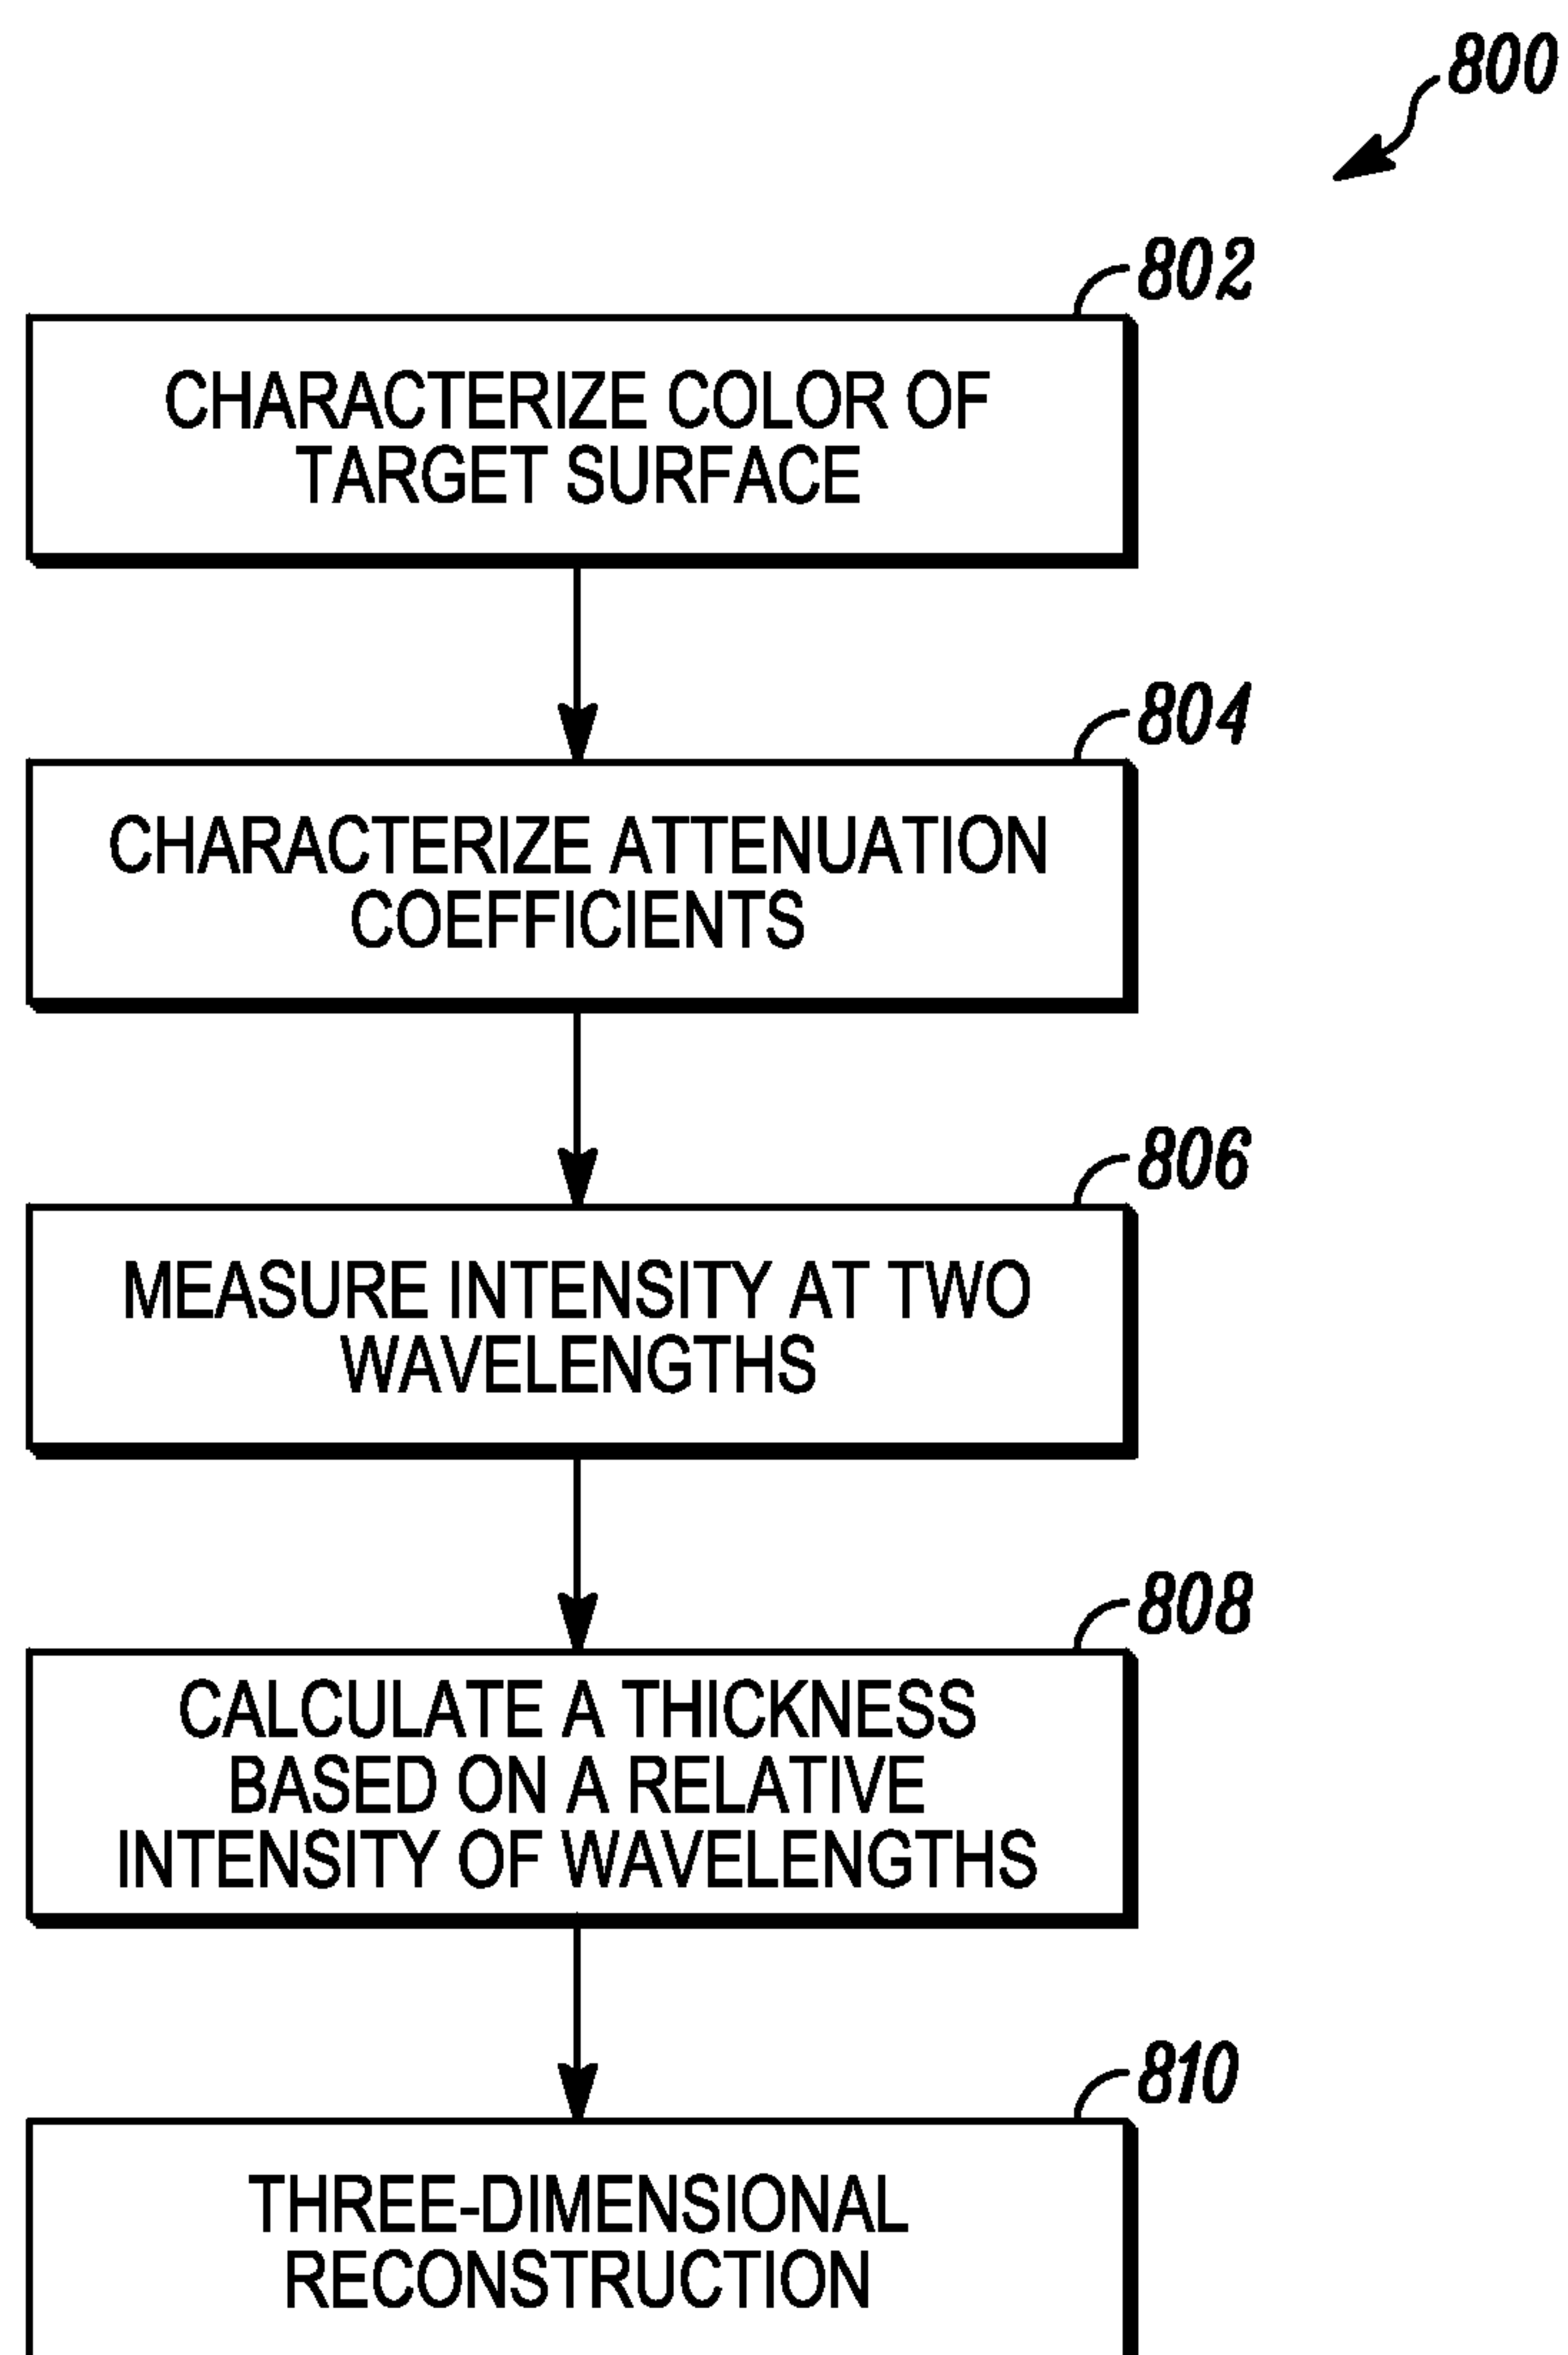 800
802
CHARACTERIZE COLOR OF
TARGET SURFACE
804
CHARACTERIZE ATTENUATION
COEFFICIENTS
806
MEASURE INTENSITY AT TWO
WAVELENGTHS
808
CALCULATE A THICKNESS
BASED ON A RELATIVE
INTENSITY OF WAVELENGTHS
810
THREE-DIMENSIONAL
RECONSTRUCTION